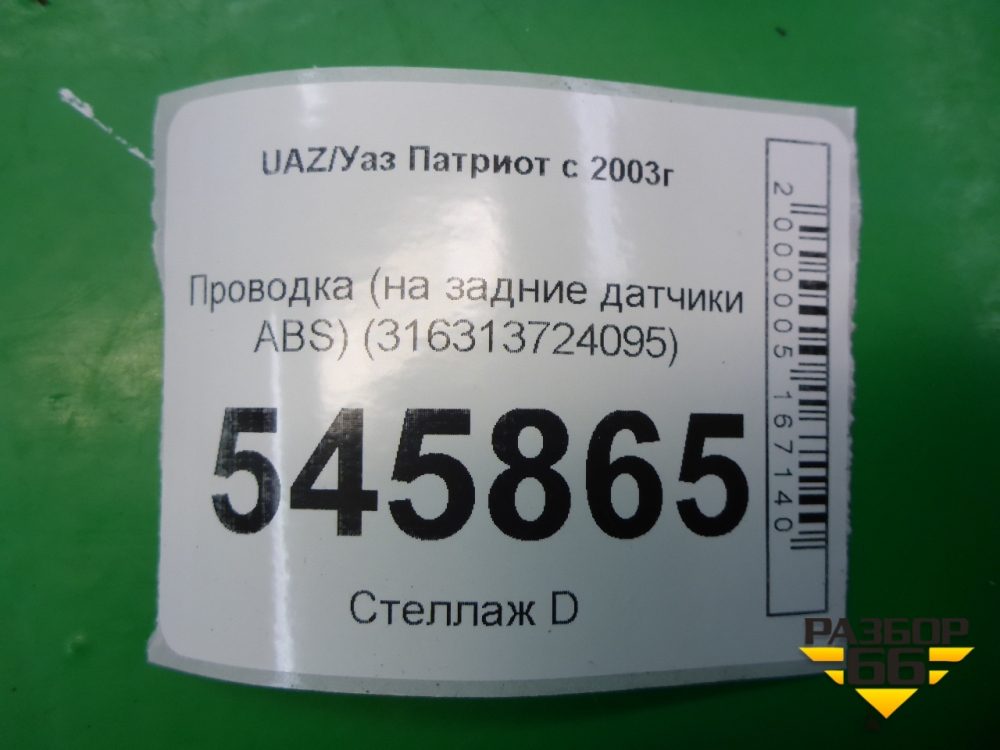 UAZ/Уаз Патриот с 2003г
Проводка (на задние датчики
ABS) (316313724095)
545865
Стеллаж D
2000005167140
РАЗБОР
66